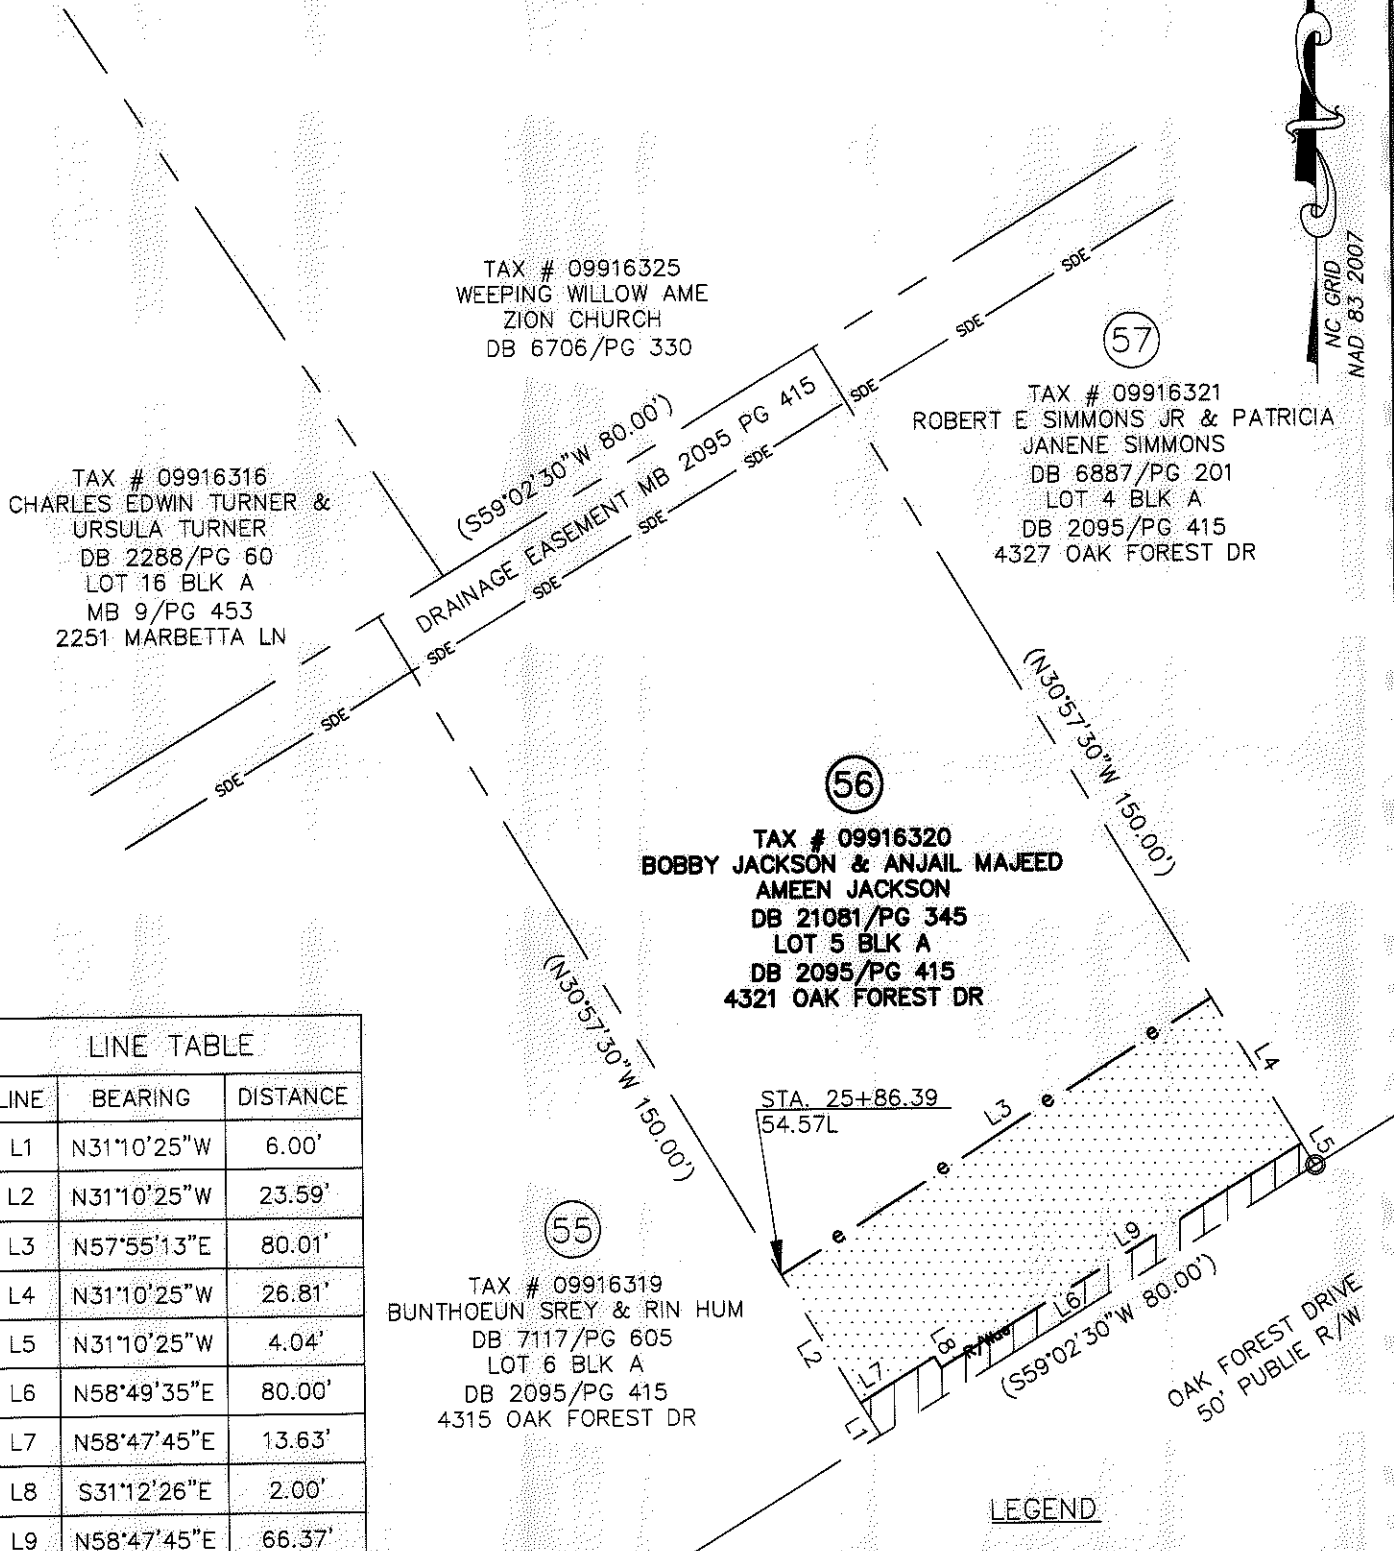 NC GRID
NAD 83 2007
TAX # 09916325
WEEPING WILLOW AME
ZION CHURCH
DB 6706/PG 330
57
TAX # 09916321
ROBERT E SIMMONS JR & PATRICIA
JANENE SIMMONS
DB 6887/PG 201
LOT 4 BLK A
DB 2095/PG 415
4327 OAK FOREST DR
TAX # 09916316
CHARLES EDWIN TURNER &
URSULA TURNER
DB 2288/PG 60
LOT 16 BLK A
MB 9/PG 453
2251 MARBETTA LN
(S59°02'30"W 80.00')
DRAINAGE EASEMENT MB 2095 PG 415
SDE
SDE
SDE
SDE
SDE
SDE
SDE
SDE
SDE
(N30°57'30"W 150.00')
56
TAX # 09916320
BOBBY JACKSON & ANJAIL MAJEED
AMEEN JACKSON
DB 21081/PG 345
LOT 5 BLK A
DB 2095/PG 415
4321 OAK FOREST DR
(N30°57'30"W 150.00')
STA. 25+86.39
54.57L
e
e
e
e
L3
L4
L5
L9
L6
L8
L7
L2
L1
(S59°02'30"W 80.00')
OAK FOREST DRIVE
50' PUBLIE R/W
55
TAX # 09916319
BUNTHOEUN SREY & RIN HUM
DB 7117/PG 605
LOT 6 BLK A
DB 2095/PG 415
4315 OAK FOREST DR
LINE TABLE
LINE BEARING DISTANCE
L1 N31°10'25"W 6.00'
L2 N31°10'25"W 23.59'
L3 N57°55'13"E 80.01'
L4 N31°10'25"W 26.81'
L5 N31°10'25"W 4.04'
L6 N58°49'35"E 80.00'
L7 N58°47'45"E 13.63'
L8 S31°12'26"E 2.00'
L9 N58°47'45"E 66.37'
LEGEND